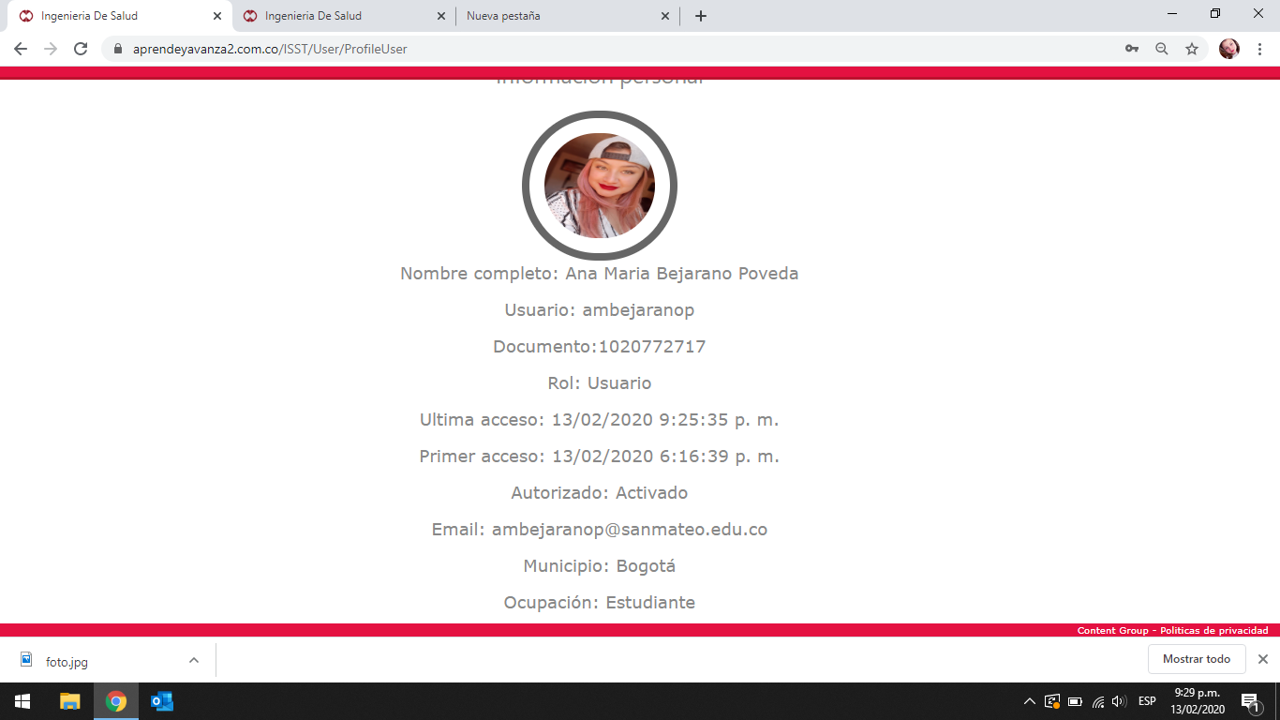 Ingenieria De Salud
Ingenieria De Salud
Nueva pestaña
aprendeyavanza2.com.co/ISST/User/ProfileUser
Información personal
Nombre completo: Ana Maria Bejarano Poveda
Usuario: ambejaranop
Documento:1020772717
Rol: Usuario
Ultima acceso: 13/02/2020 9:25:35 p. m.
Primer acceso: 13/02/2020 6:16:39 p. m.
Autorizado: Activado
Email: ambejaranop@sanmateo.edu.co
Municipio: Bogotá
Ocupación: Estudiante
Content Group - Politicas de privacidad
foto.jpg
Mostrar todo
ESP
9:29 p.m.
13/02/2020
1